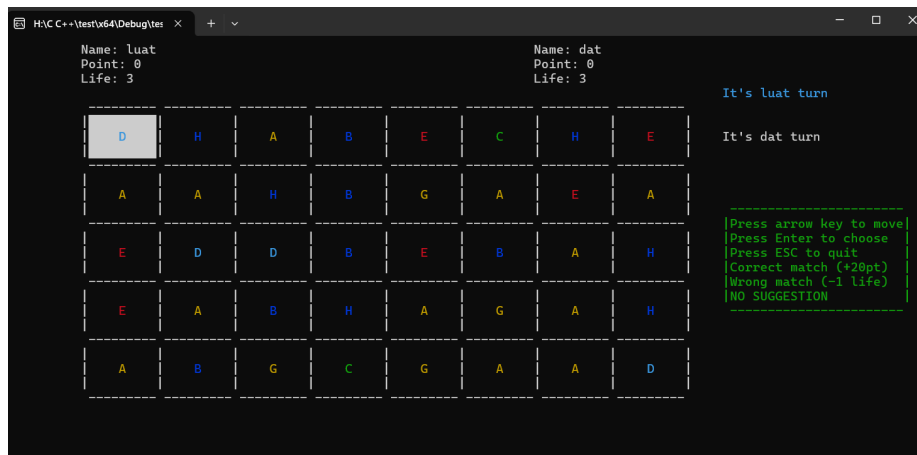 H:\C C++\test\x64\Debug\tes
Name: luat
Point: 0
Life: 3
Name: dat
Point: 0
Life: 3
It's luat turn
It's dat turn
D H A B E C H E
A A H B G A E A
E D D B E B A H
E A B H A G A H
A B G C G A A D
Press arrow key to move
Press Enter to choose
Press ESC to quit
Correct match (+20pt)
Wrong match (-1 life)
NO SUGGESTION